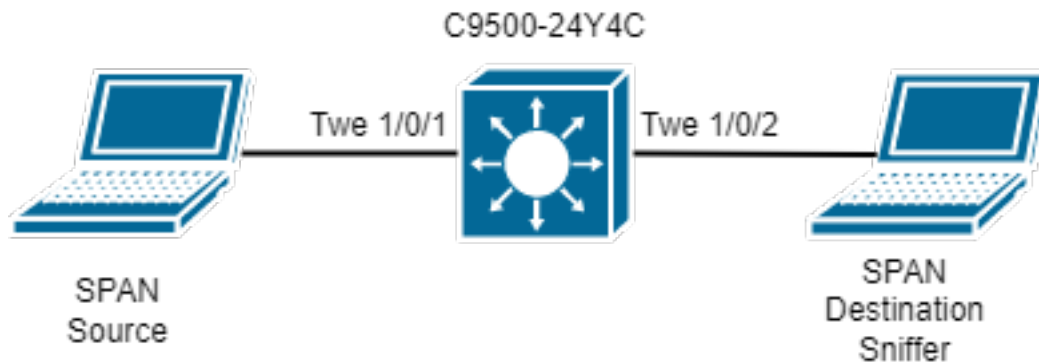 C9500-24Y4C
Twe 1/0/1
Twe 1/0/2
SPAN
Source
SPAN
Destination
Sniffer